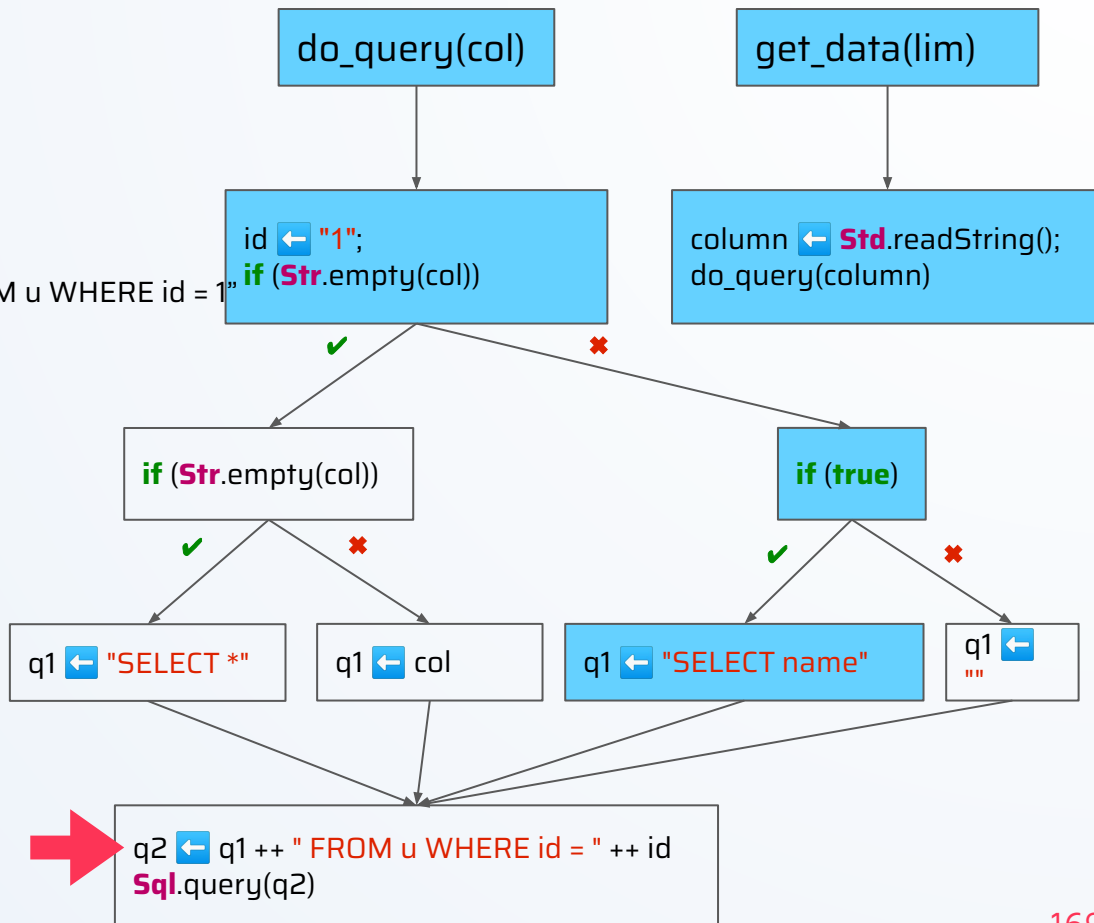 do_query(col)
get_data(lim)
id ⬅ "1";
if (Str.empty(col))
column ⬅ Std.readString();
do_query(column)
M u WHERE id = 1”
✔
✖
if (Str.empty(col))
if (true)
✔
✖
✔
✖
q1 ⬅ "SELECT *"
q1 ⬅ col
q1 ⬅ "SELECT name"
q1 ⬅
""
q2 ⬅ q1 ++ " FROM u WHERE id = " ++ id
Sql.query(q2)